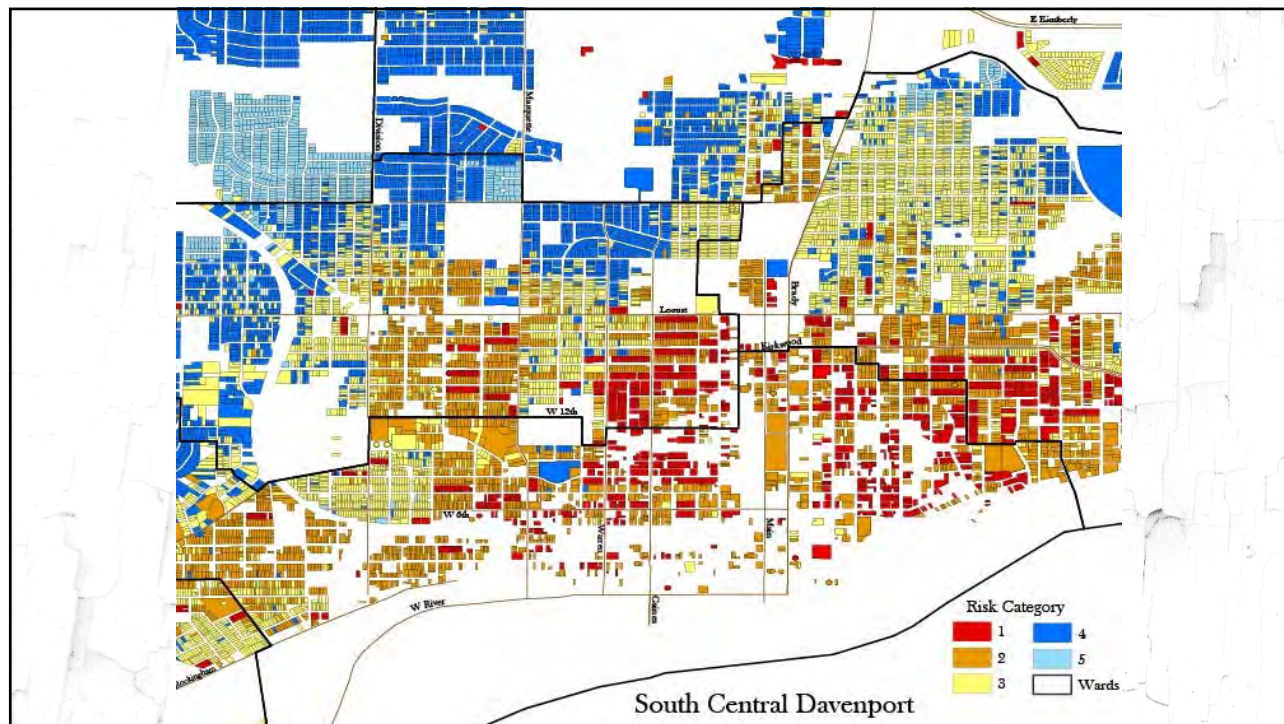 E Kimberly
Division
Marquette
Brady
Locust
Kirkwood
W 12th
W 6th
Warren
Main
Gaines
W River
Rockingham
Risk Category
1
2
3
4
5
Wards
South Central Davenport